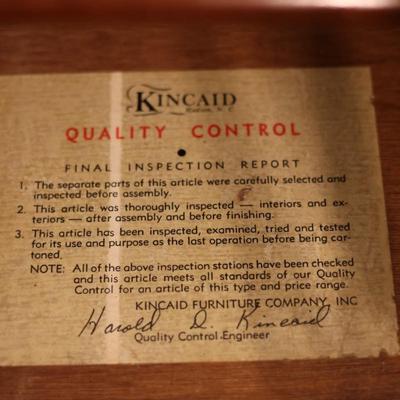 KINCAID
QUALITY CONTROL
FINAL INSPECTION REPORT
1. The separate parts of this article were carefully selected and
inspected before assembly.
2. This article was thoroughly inspected — interiors and ex-
teriors — after assembly and before finishing.
3. This article has been inspected, examined, tried and tested
for its use and purpose as the last operation before being car-
toned.
NOTE: All of the above inspection stations have been checked
and this article meets all standards of our Quality
Control for an article of this type and price range.
KINCAID FURNITURE COMPANY, INC
Harold D. Kincaid
Quality Control Engineer